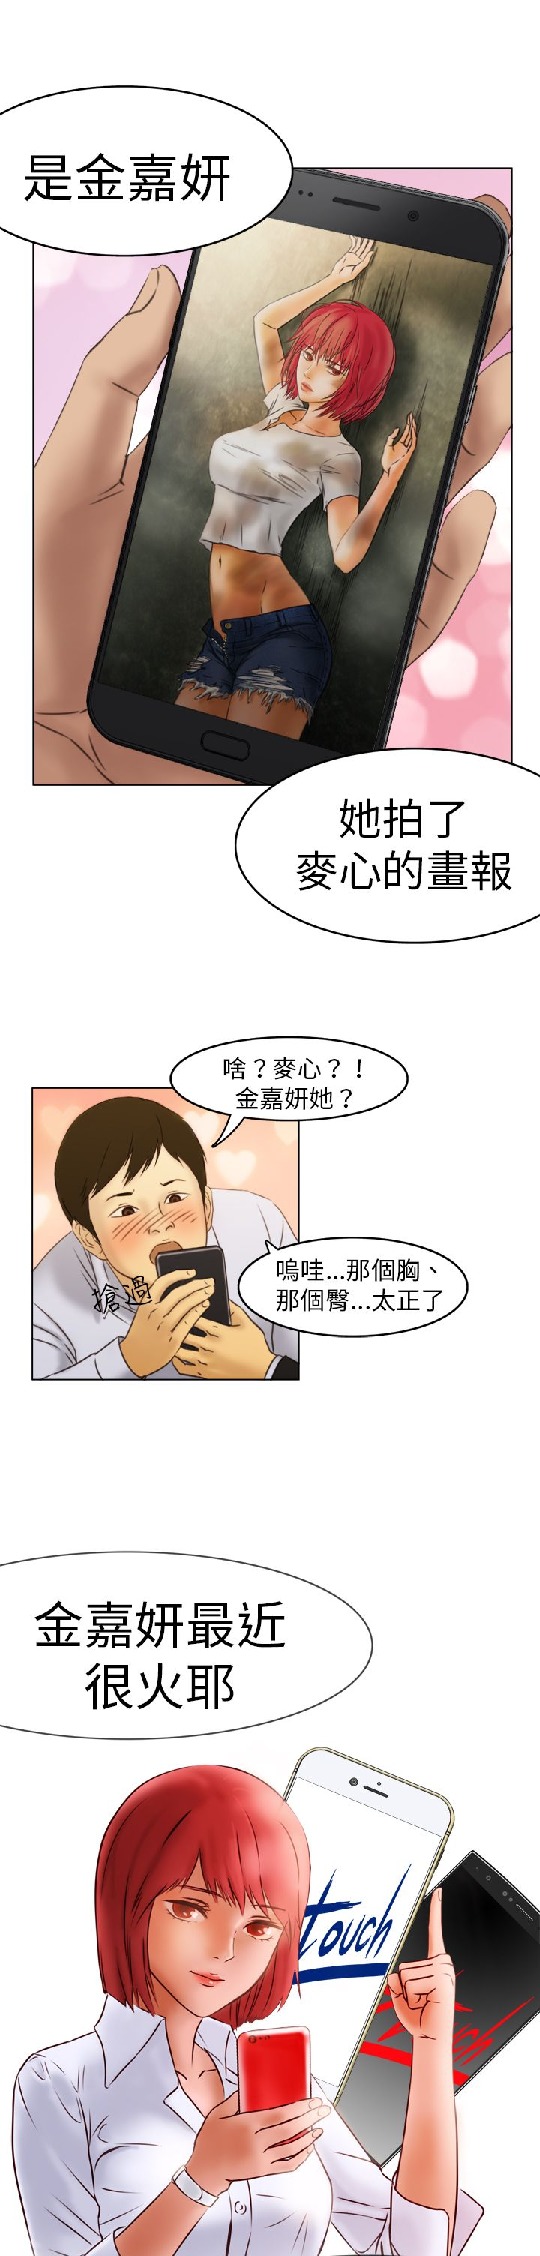 是金嘉妍
她拍了
麥心的畫報
啥？麥心？！
金嘉妍她？
搶過
嗚哇…那個胸、
那個臀…太正了
金嘉妍最近
很火耶
touch
Touch